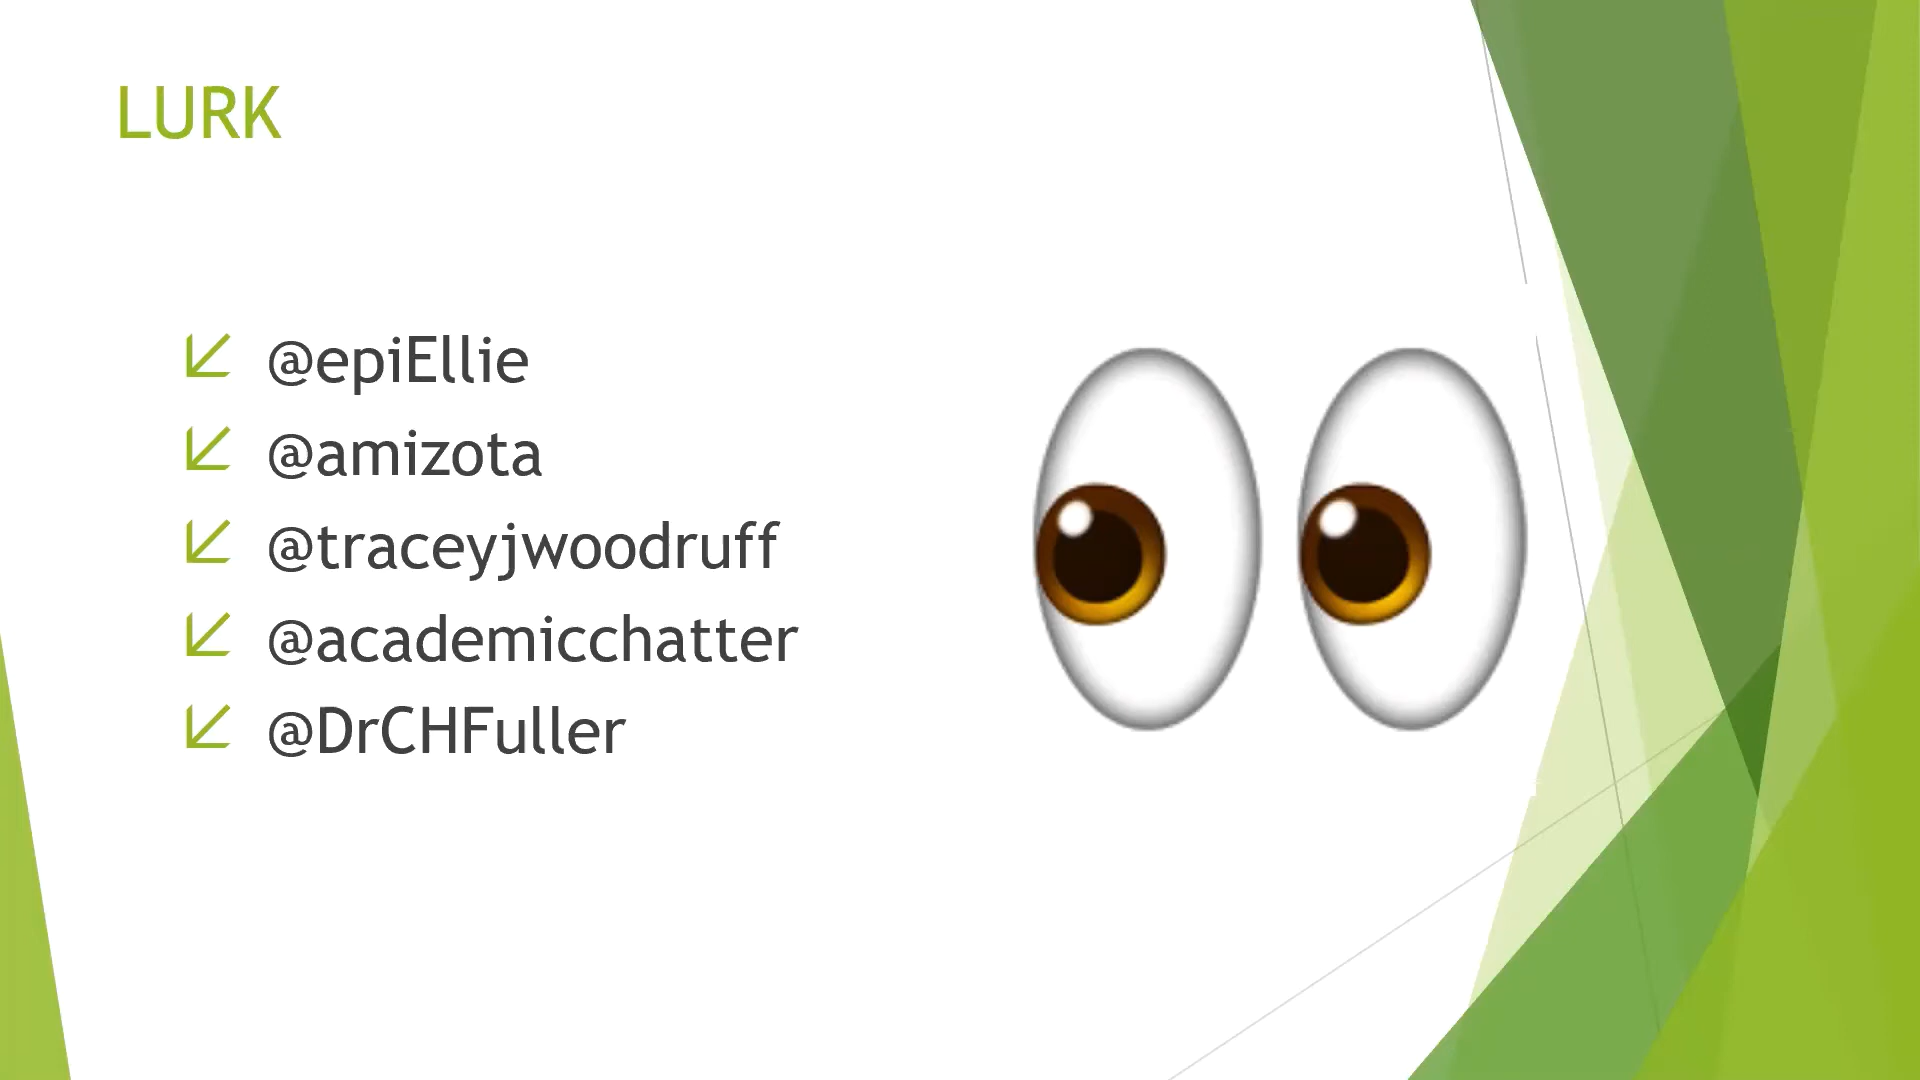 LURK
@epiEllie
@amizota
@traceyjwoodruff
@academicchatter
@DrCHFuller